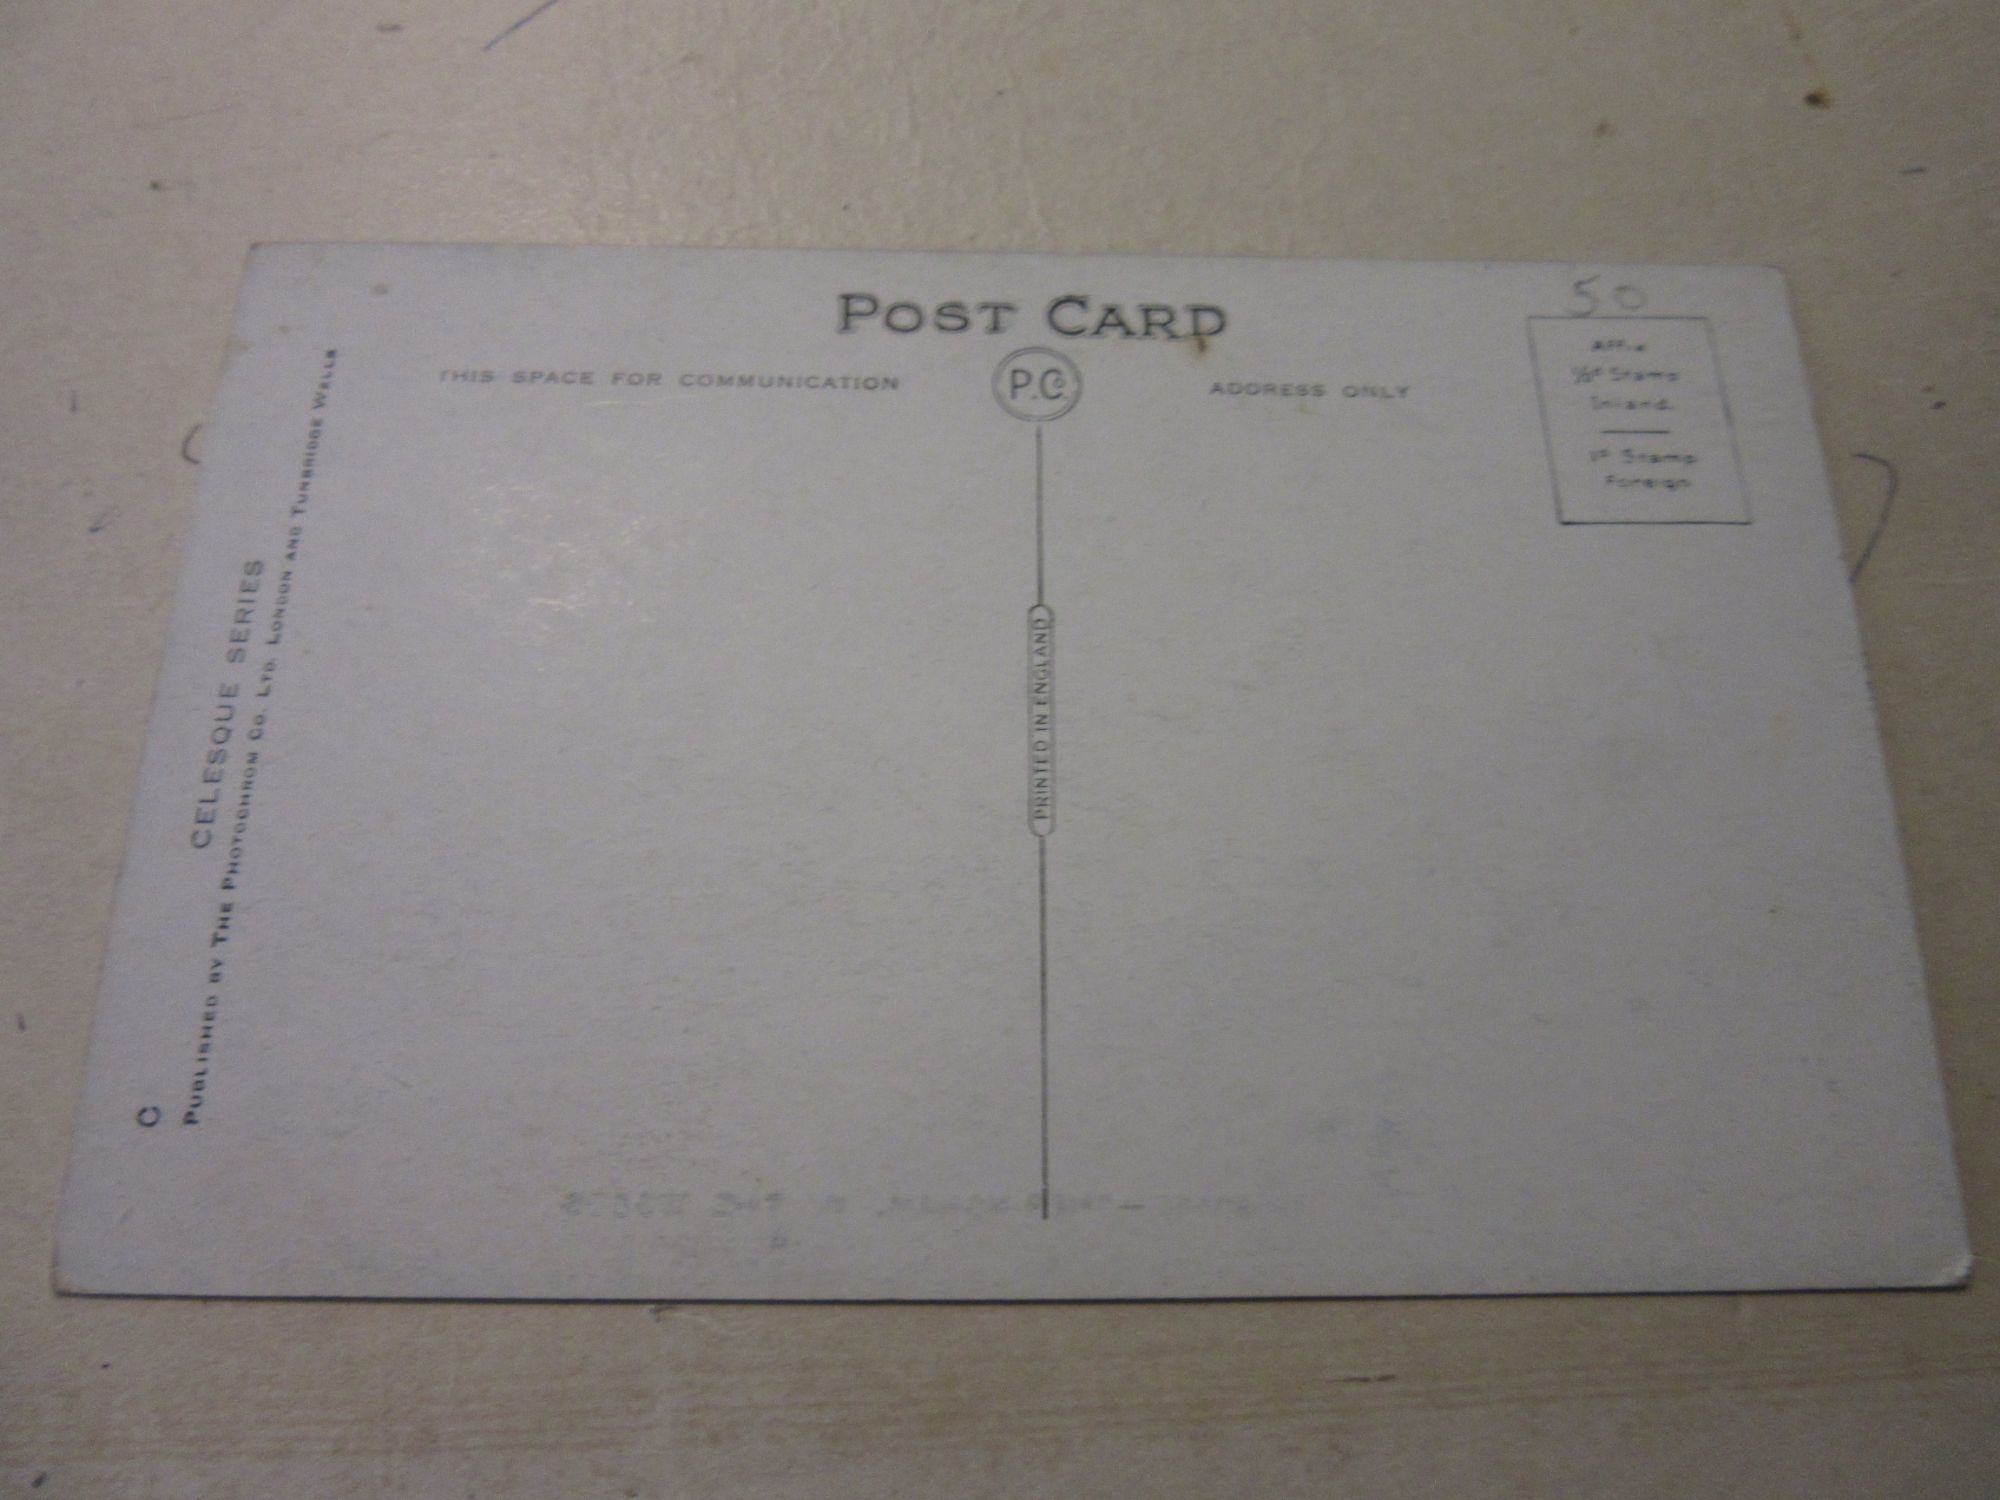 POST CARD
50
THIS SPACE FOR COMMUNICATION
P.Co.
ADDRESS ONLY
Affix
½d Stamp
Inland.
1d Stamp
Foreign
PRINTED IN ENGLAND
C
CELESQUE SERIES
PUBLISHED BY THE PHOTOCHROM Co. LTD. LONDON AND TUNBRIDGE WELLS